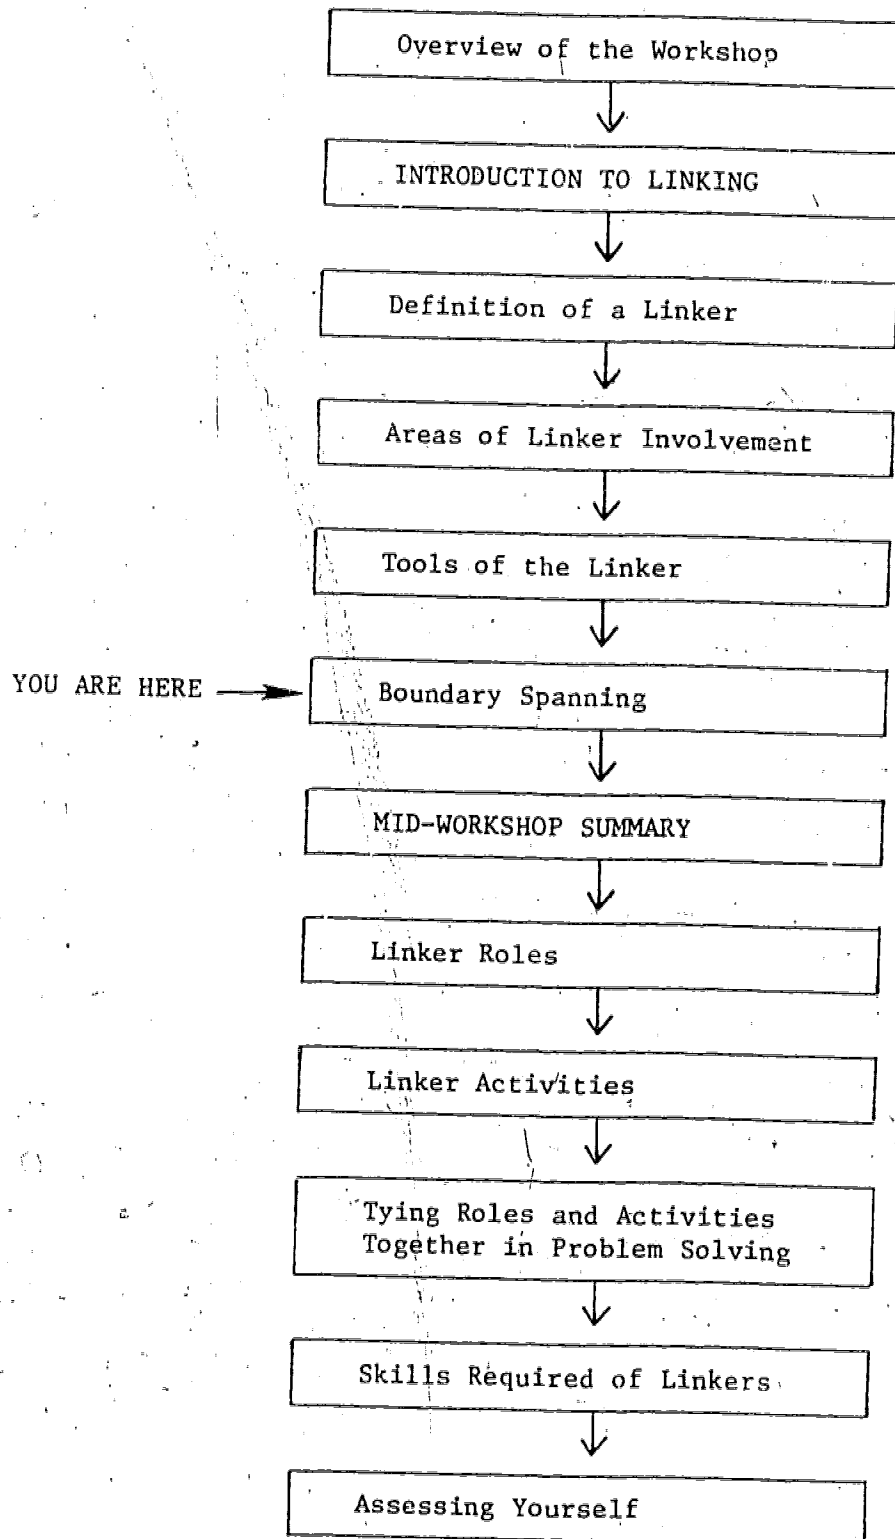 Overview of the Workshop
INTRODUCTION TO LINKING
Definition of a Linker
Areas of Linker Involvement
Tools of the Linker
YOU ARE HERE
Boundary Spanning
MID-WORKSHOP SUMMARY
Linker Roles
Linker Activities
Tying Roles and Activities
Together in Problem Solving
Skills Required of Linkers
Assessing Yourself